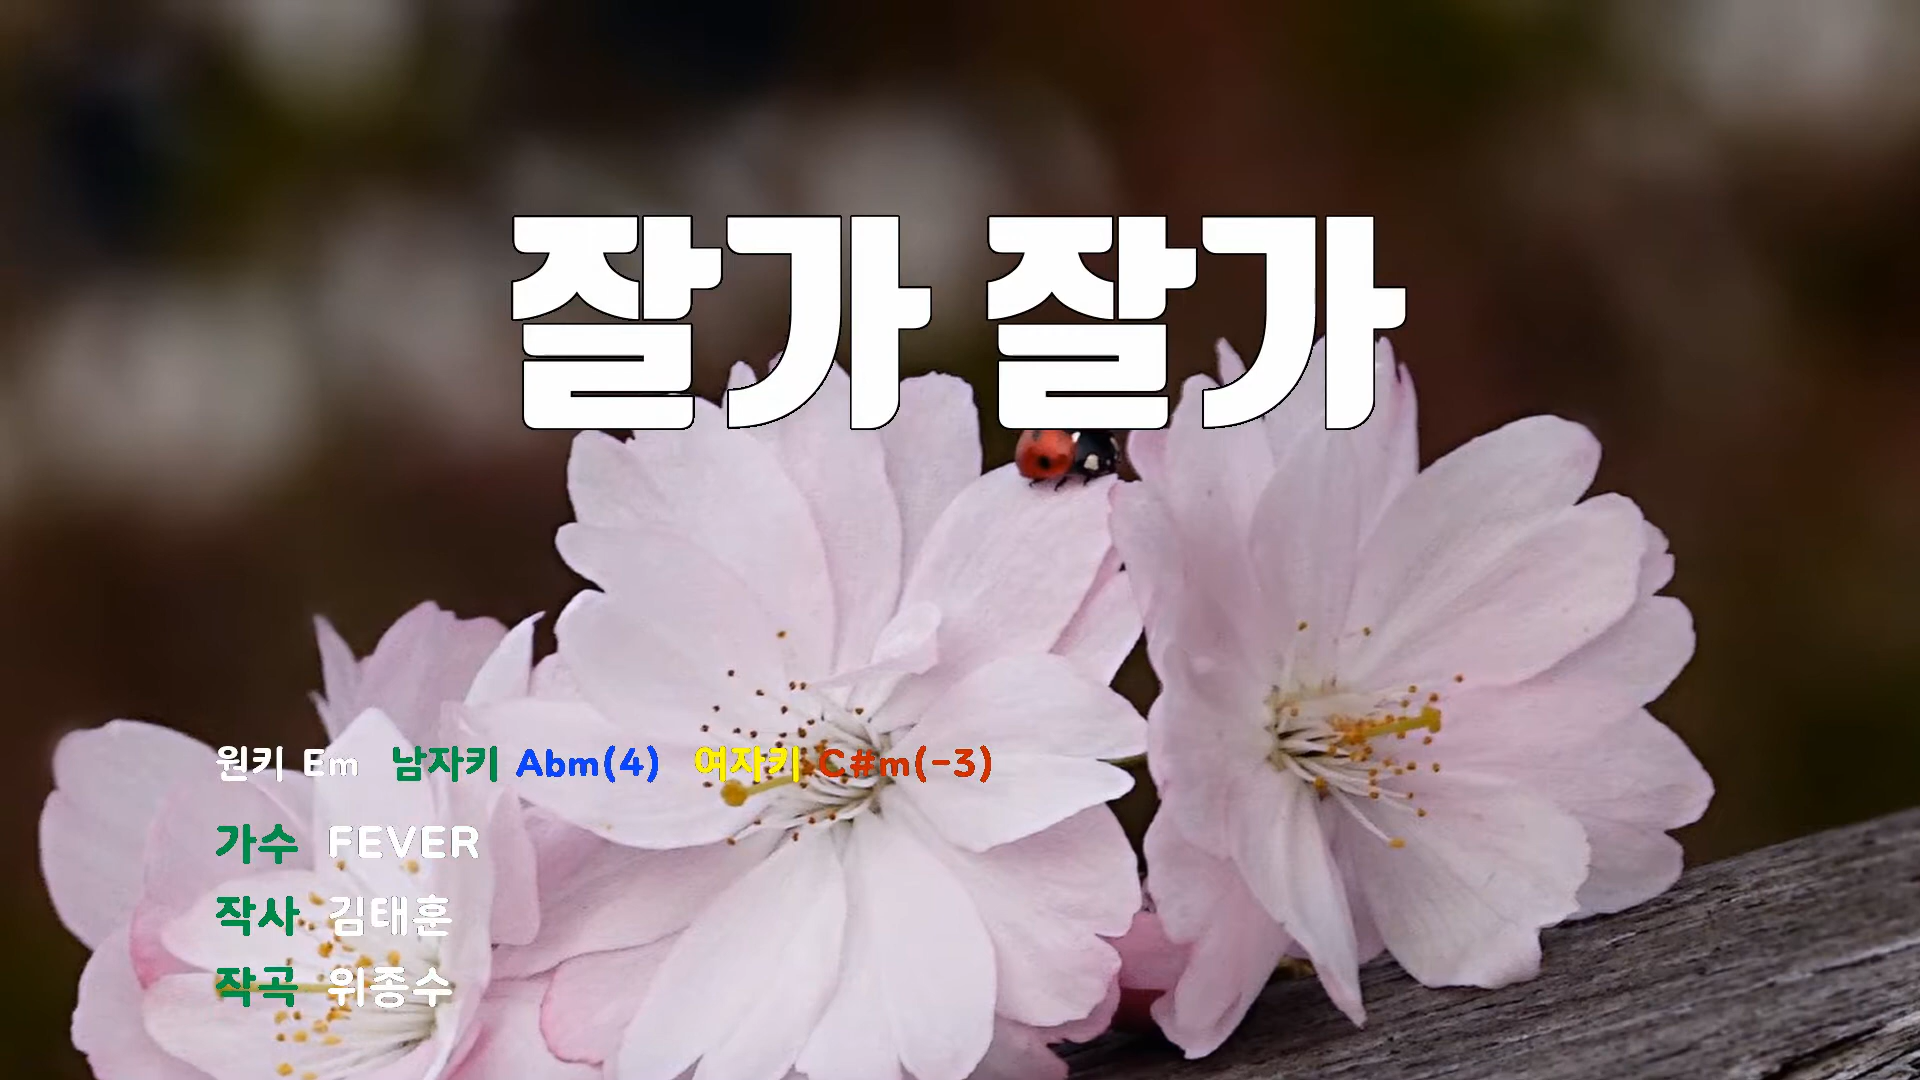 잘가 잘가
원키 Em 남자키 Abm(4) 여자키 C#m(-3)
가수 FEVER
작사 김태훈
작곡 위종수